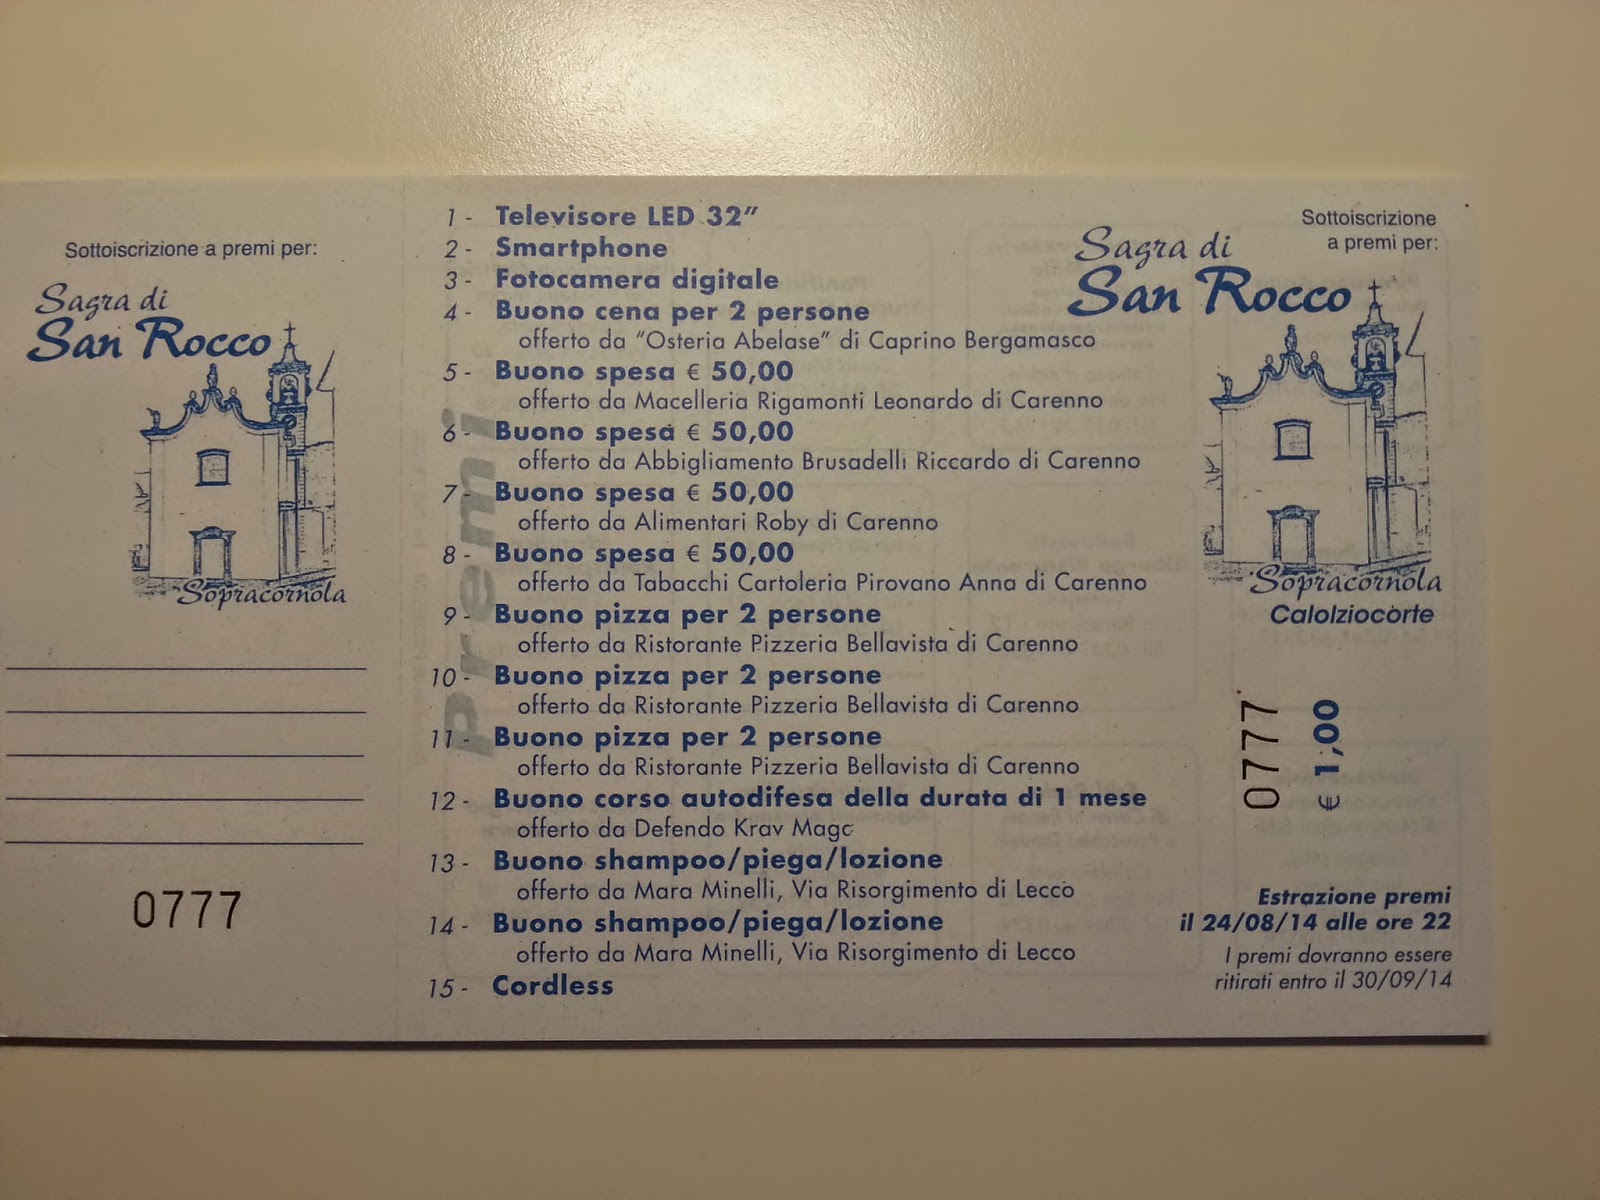 Sottoiscrizione a premi per:
Sagra di
San Rocco
Sopracornola
0777
Premi
1 - Televisore LED 32”
2 - Smartphone
3 - Fotocamera digitale
4 - Buono cena per 2 persone
offerto da “Osteria Abelase” di Caprino Bergamasco
5 - Buono spesa € 50,00
offerto da Macelleria Rigamonti Leonardo di Carenno
6 - Buono spesa € 50,00
offerto da Abbigliamento Brusadelli Riccardo di Carenno
7 - Buono spesa € 50,00
offerto da Alimentari Roby di Carenno
8 - Buono spesa € 50,00
offerto da Tabacchi Cartoleria Pirovano Anna di Carenno
9 - Buono pizza per 2 persone
offerto da Ristorante Pizzeria Bellavista di Carenno
10 - Buono pizza per 2 persone
offerto da Ristorante Pizzeria Bellavista di Carenno
11 - Buono pizza per 2 persone
offerto da Ristorante Pizzeria Bellavista di Carenno
12 - Buono corso autodifesa della durata di 1 mese
offerto da Defendo Krav Maga
13 - Buono shampoo/piega/lozione
offerto da Mara Minelli, Via Risorgimento di Lecco
14 - Buono shampoo/piega/lozione
offerto da Mara Minelli, Via Risorgimento di Lecco
15 - Cordless
Sottoiscrizione
a premi per:
Sagra di
San Rocco
Sopracornola
Calolziocorte
0777
€ 1,00
Estrazione premi
il 24/08/14 alle ore 22
I premi dovranno essere
ritirati entro il 30/09/14